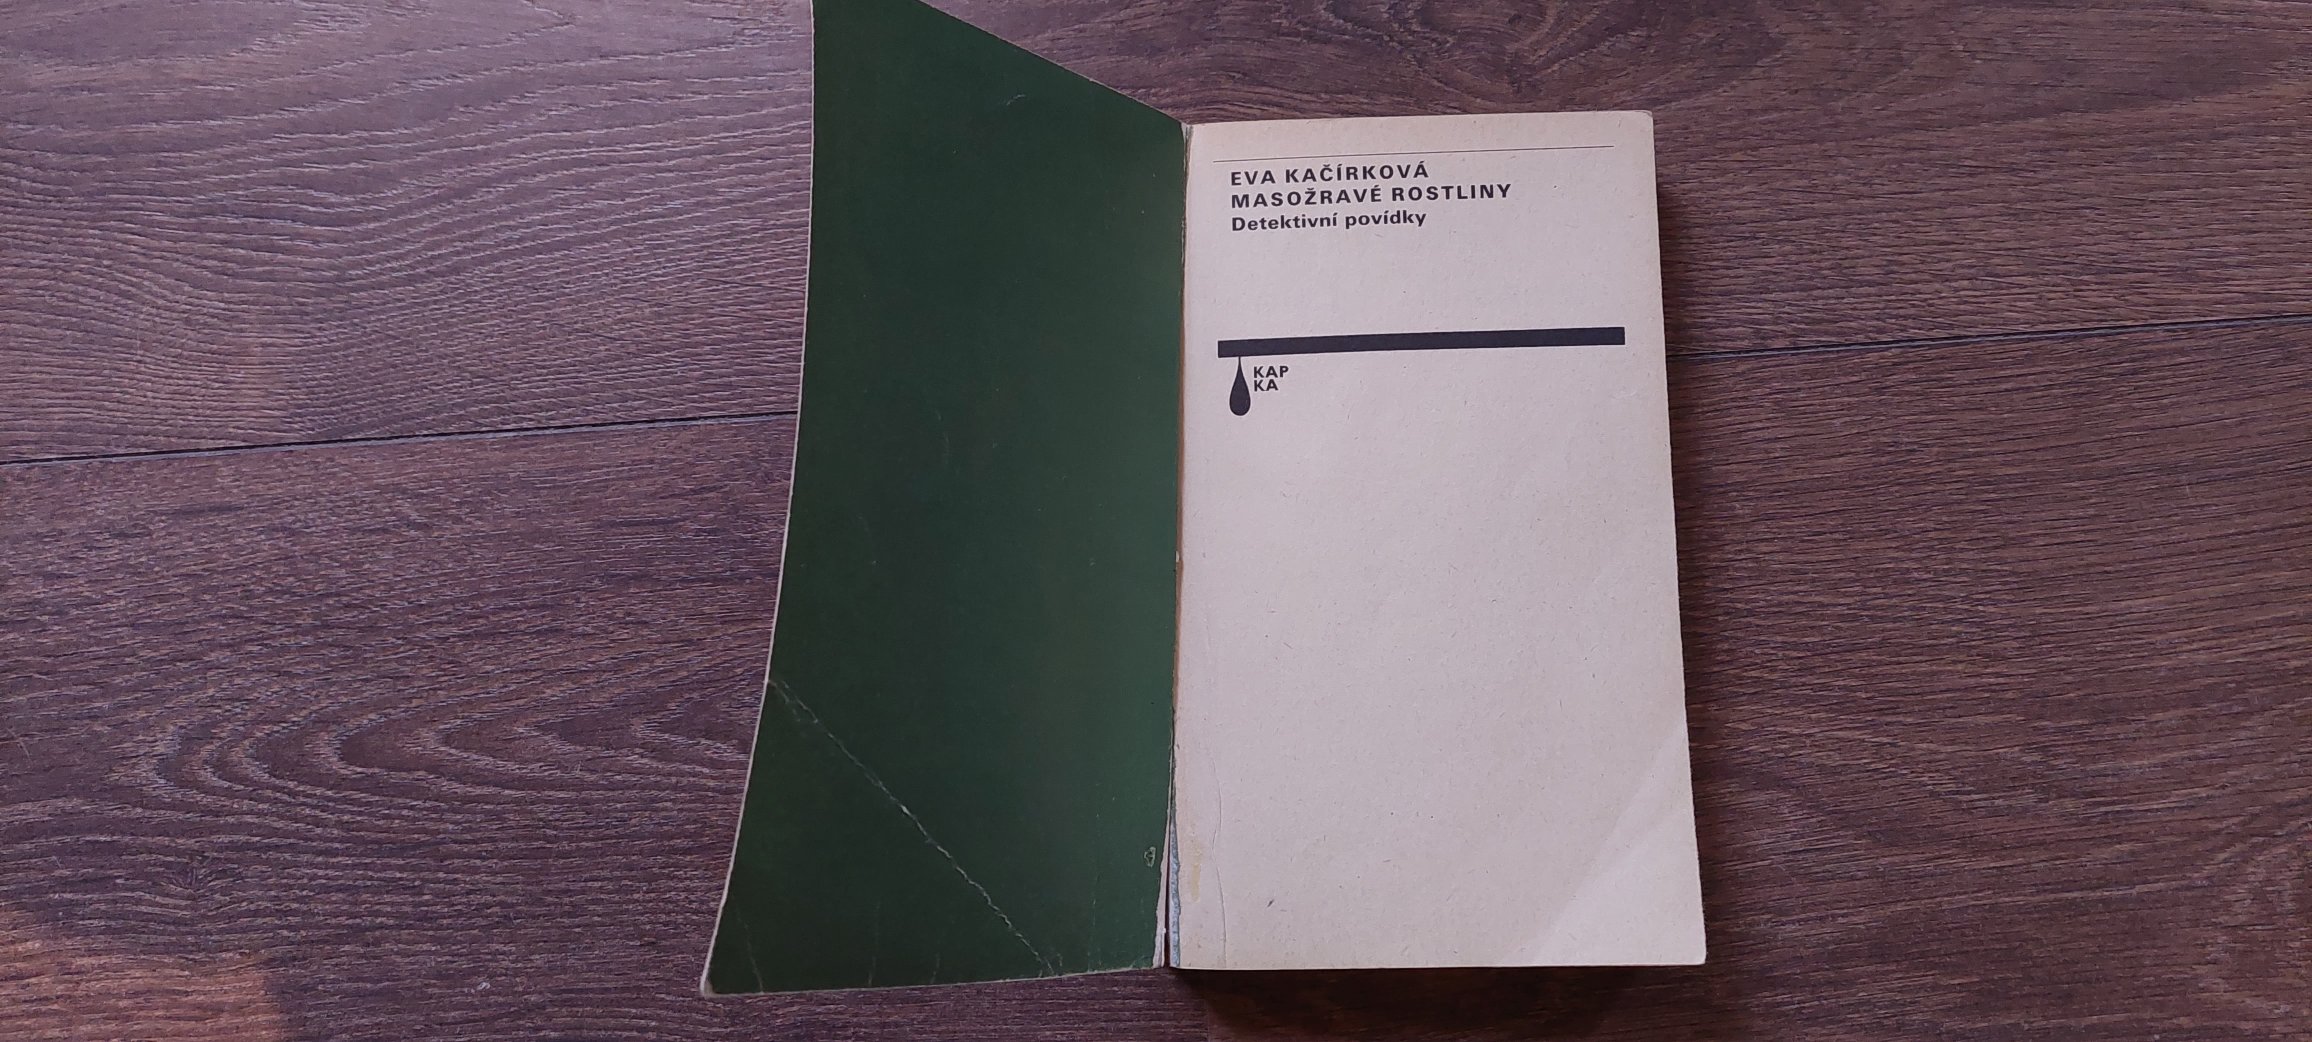 EVA KAČÍRKOVÁ
MASOŽRAVÉ ROSTLINY
Detektivní povídky
KAP
KA